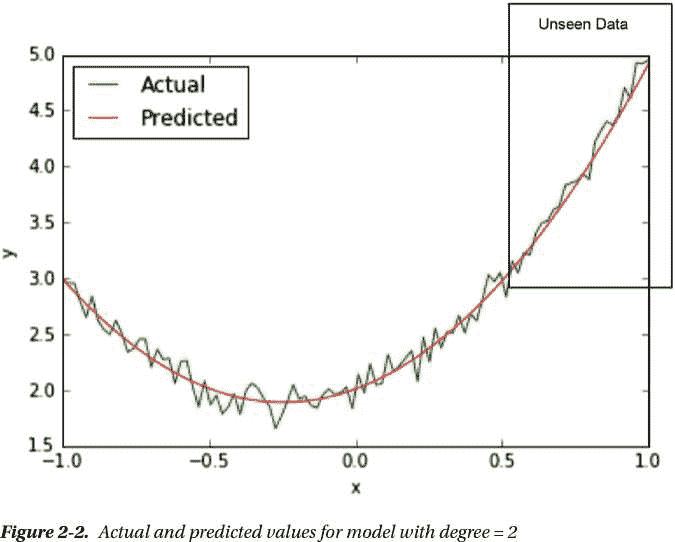 Unseen Data
5.0
Actual
Predicted
4.5
4.0
3.5
3.0
2.5
2.0
1.5
y
-1.0 -0.5 0.0 0.5 1.0
x
Figure 2-2. Actual and predicted values for model with degree = 2